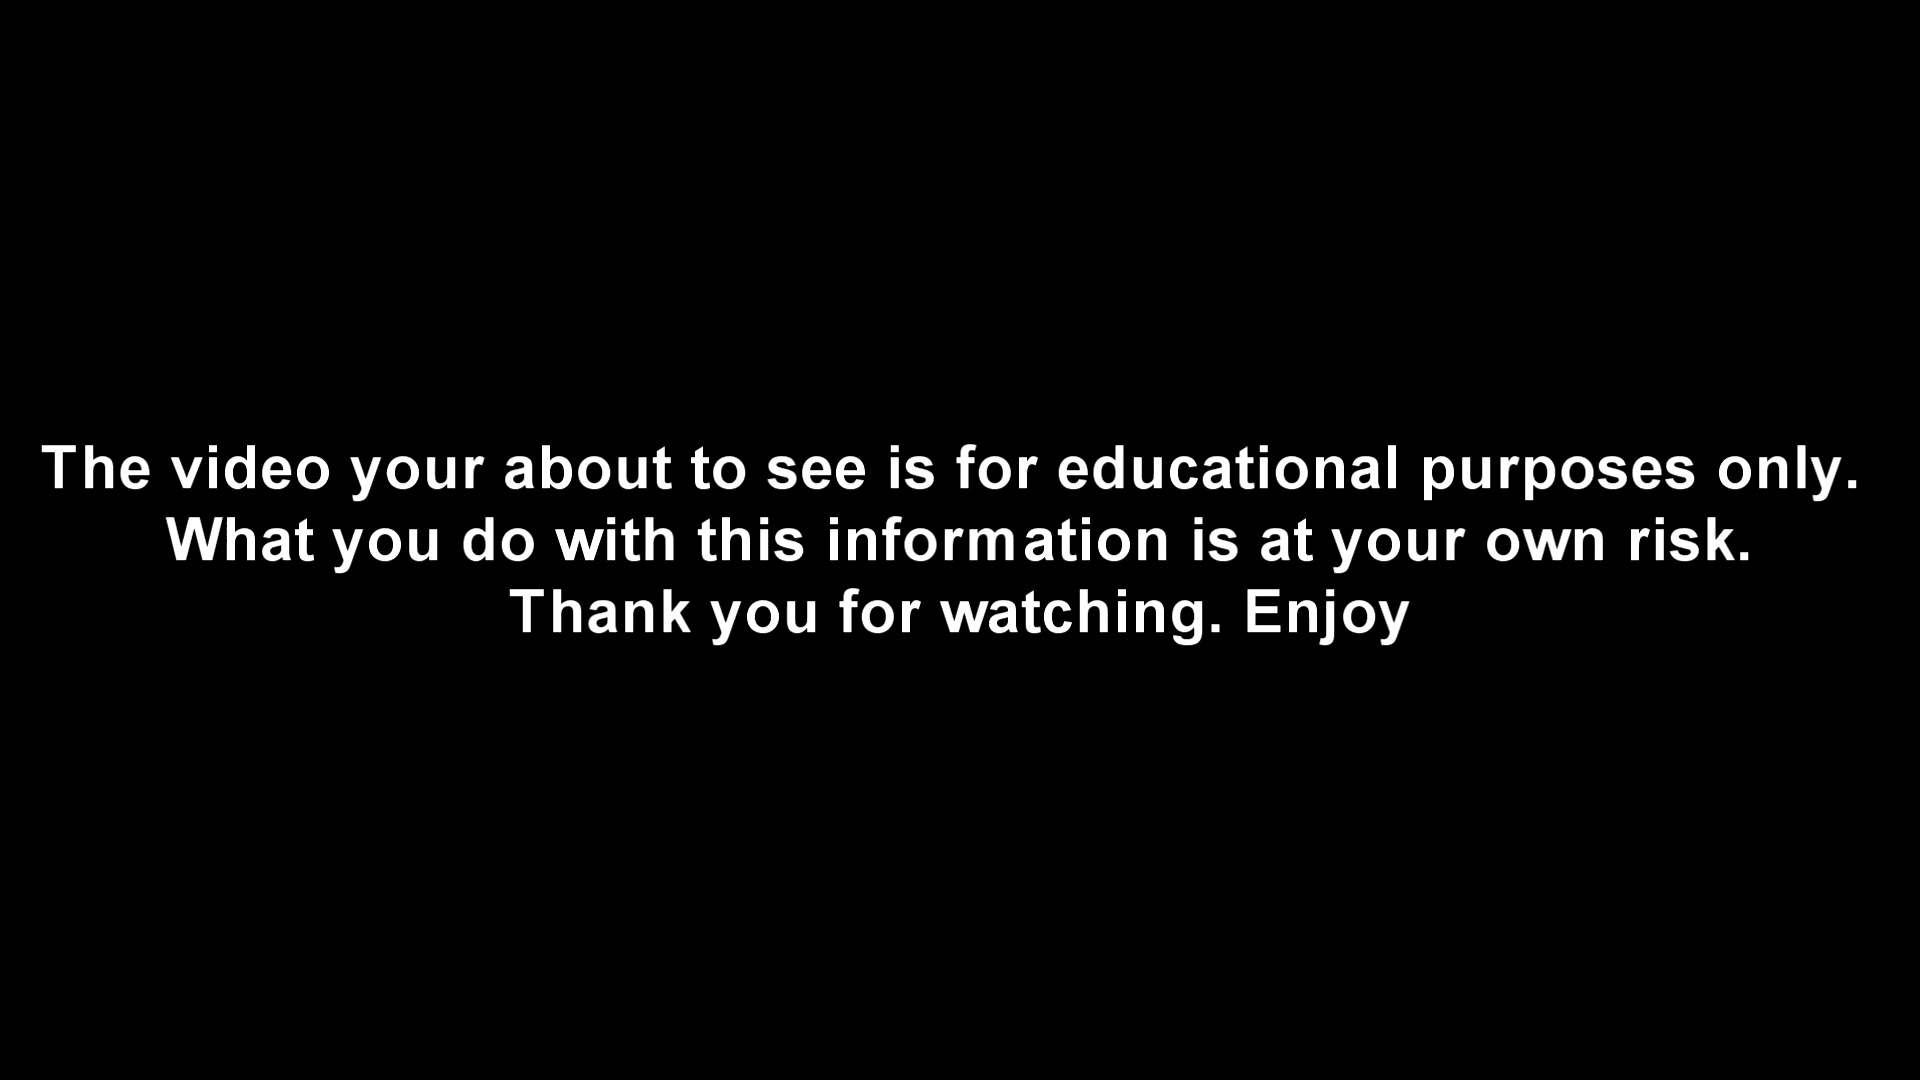 The video your about to see is for educational purposes only.
What you do with this information is at your own risk.
Thank you for watching. Enjoy